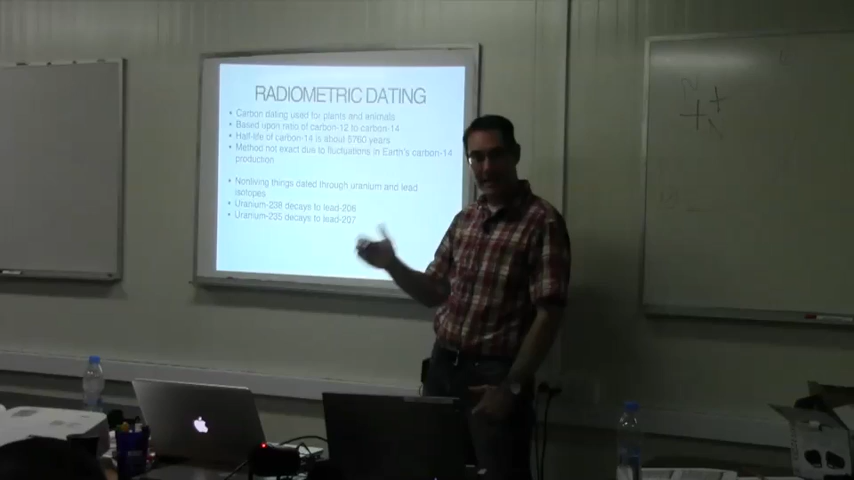 RADIOMETRIC DATING
• Carbon dating used for plants and animals
• Based upon ratio of carbon-12 to carbon-14
• Half-life of carbon-14 is about 5760 years
• Method not exact due to fluctuations in Earth's carbon-14
production
• Nonliving things dated through uranium and lead
isotopes
• Uranium-238 decays to lead-206
• Uranium-235 decays to lead-207